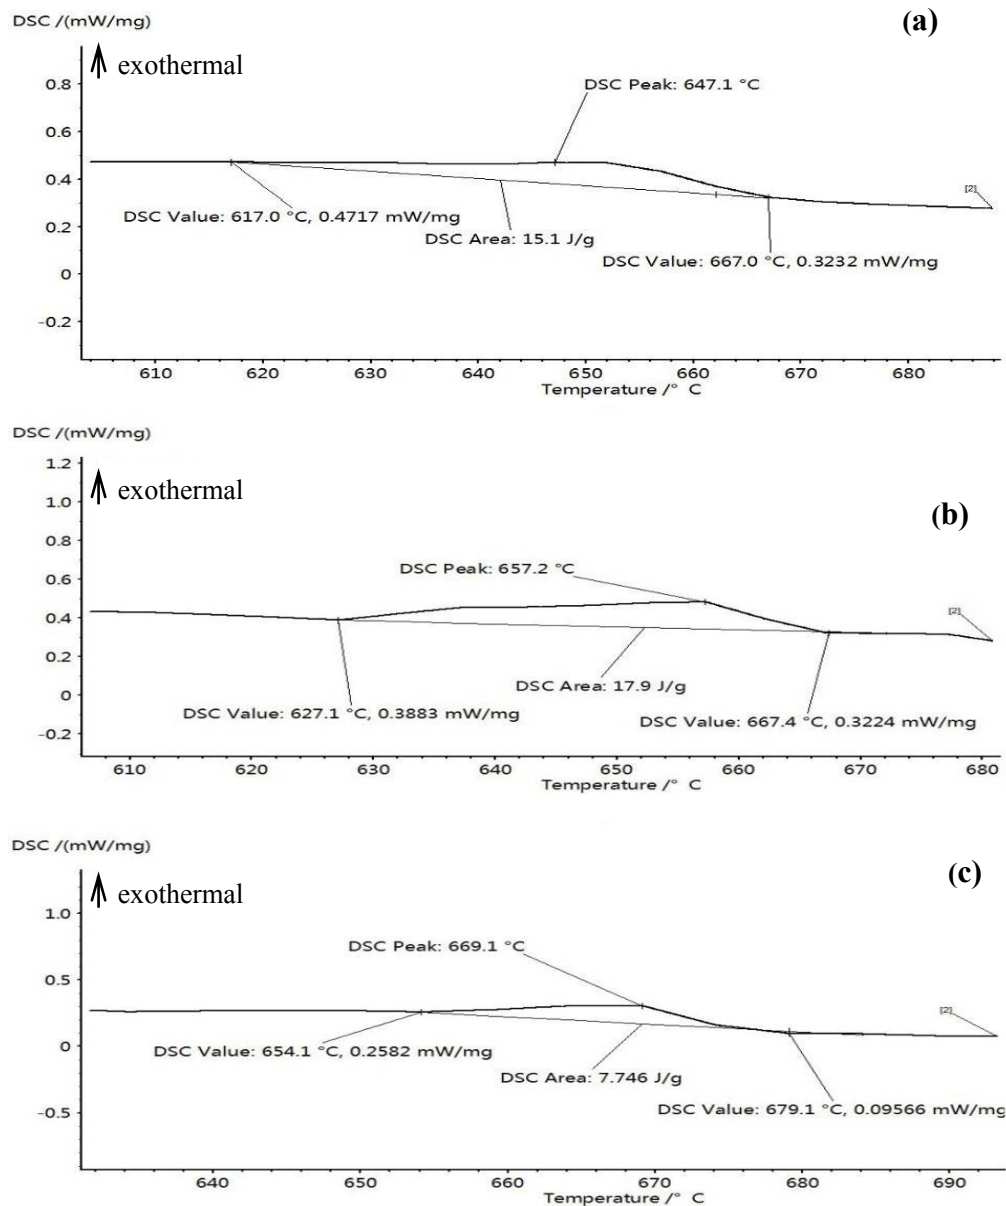 DSC /(mW/mg)
(a)
exothermal
0.8
0.6
0.4
0.2
0
-0.2
DSC Peak: 647.1 °C
[2]
DSC Value: 617.0 °C, 0.4717 mW/mg
DSC Area: 15.1 J/g
DSC Value: 667.0 °C, 0.3232 mW/mg
610 620 630 640 650 660 670 680
Temperature /° C
DSC /(mW/mg)
(b)
exothermal
1.2
1.0
0.8
0.6
0.4
0.2
0
-0.2
DSC Peak: 657.2 °C
[2]
DSC Area: 17.9 J/g
DSC Value: 627.1 °C, 0.3883 mW/mg
DSC Value: 667.4 °C, 0.3224 mW/mg
610 620 630 640 650 660 670 680
Temperature /° C
DSC /(mW/mg)
(c)
exothermal
1.0
0.5
0
-0.5
DSC Peak: 669.1 °C
[2]
DSC Value: 654.1 °C, 0.2582 mW/mg
DSC Area: 7.746 J/g
DSC Value: 679.1 °C, 0.09566 mW/mg
640 650 660 670 680 690
Temperature /° C